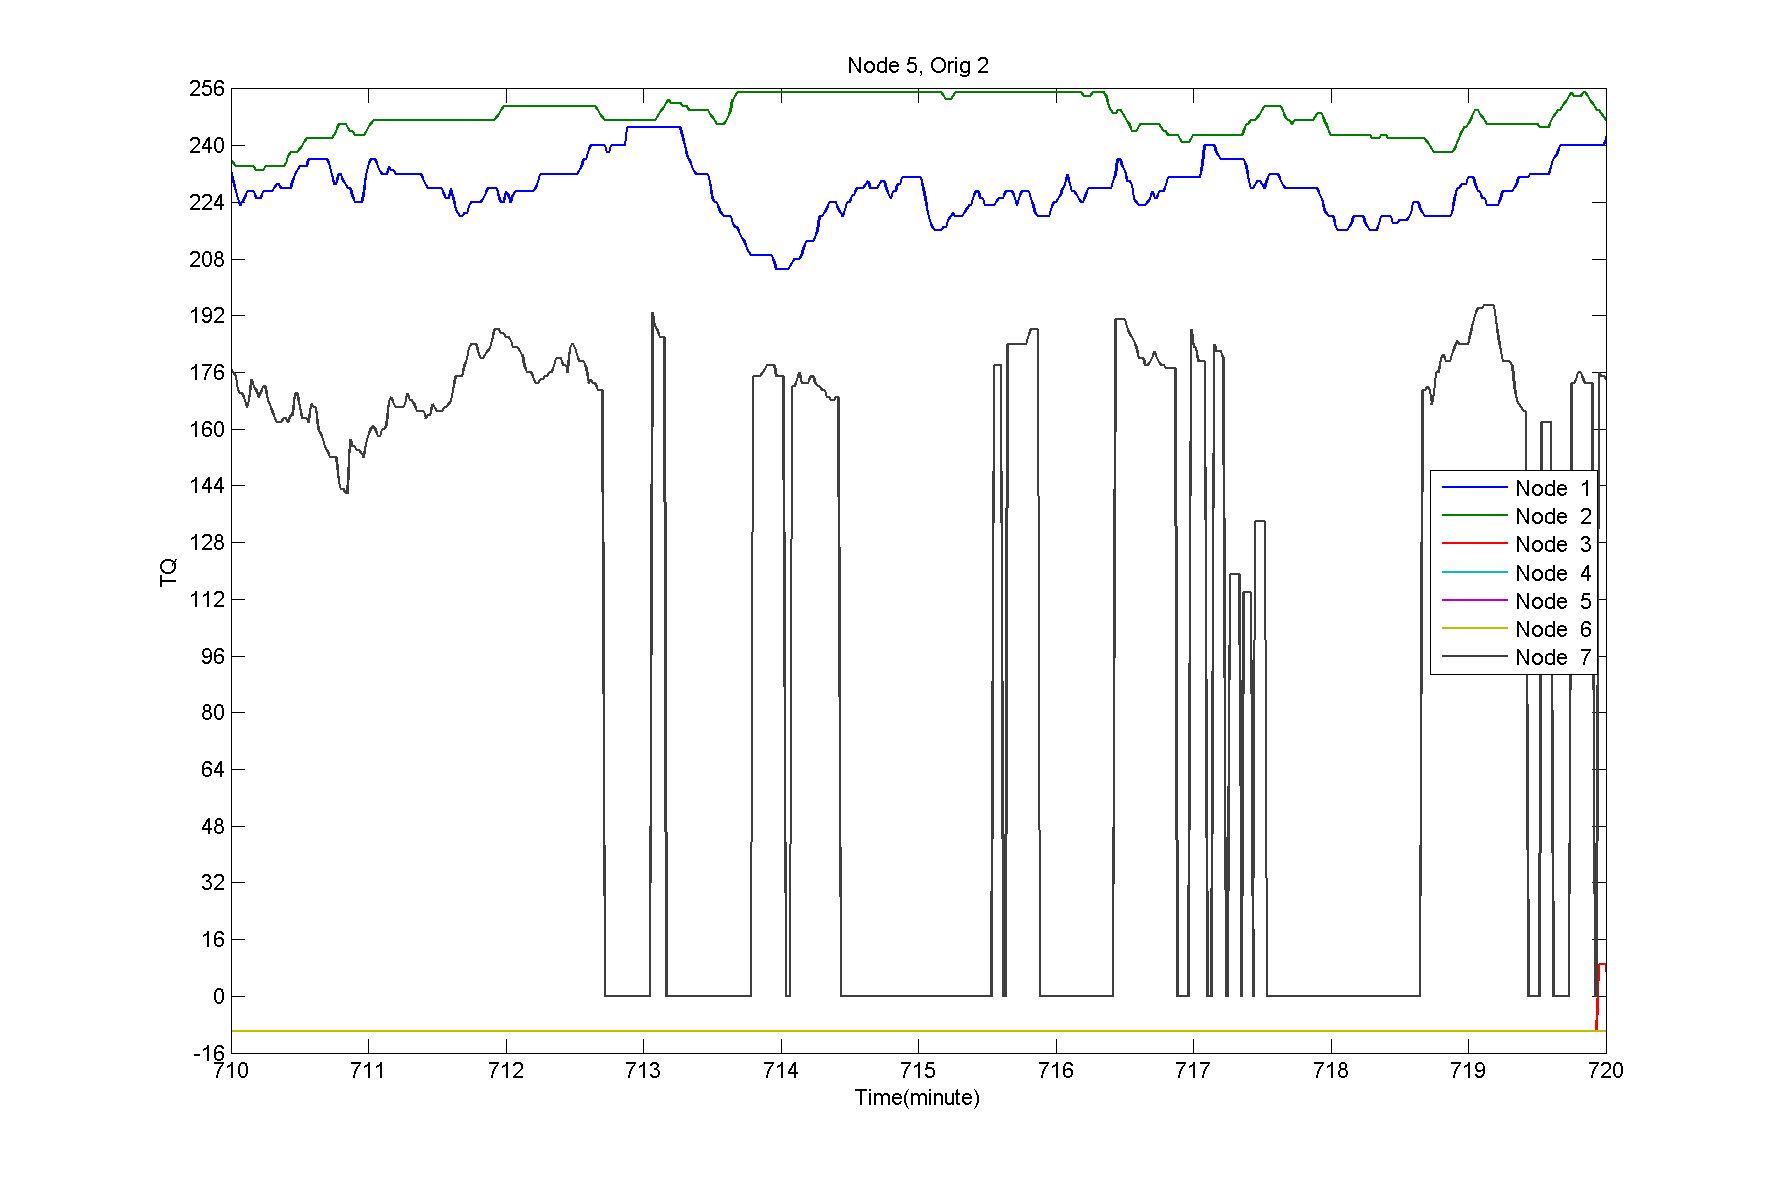 Node 5, Orig 2
256
240
224
208
192
176
160
144
128
112
96
80
64
48
32
16
0
-16
TQ
Node 1
Node 2
Node 3
Node 4
Node 5
Node 6
Node 7
710 711 712 713 714 715 716 717 718 719 720
Time(minute)